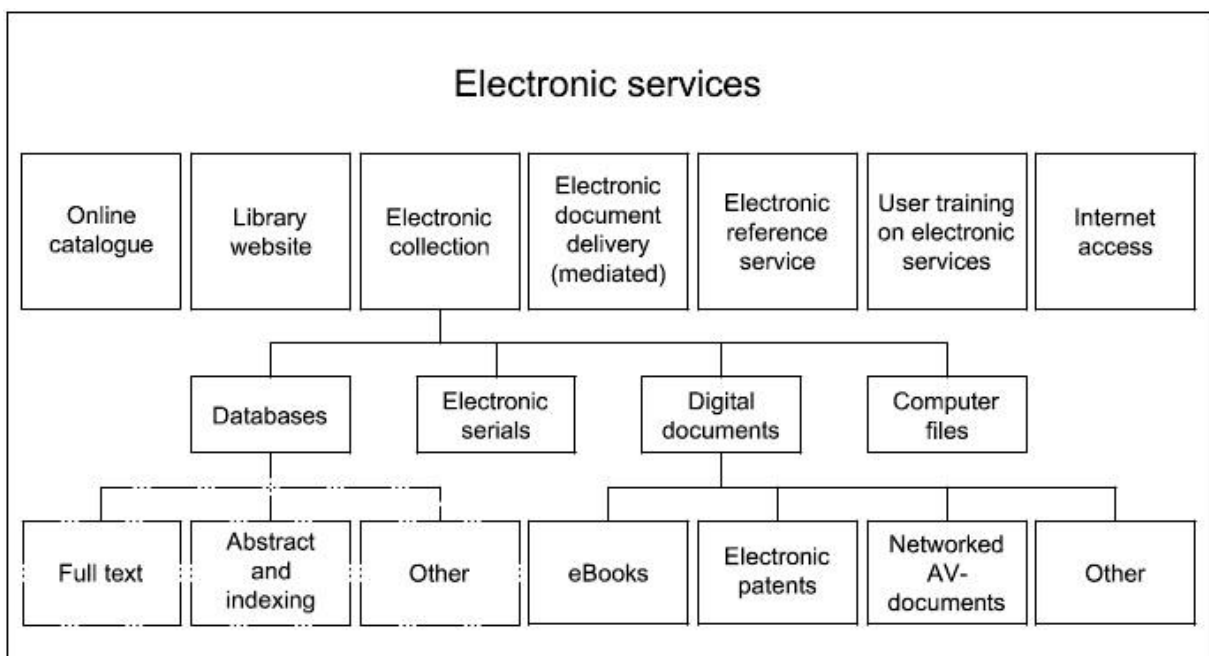 Electronic services
Online
catalogue
Library
website
Electronic
collection
Electronic
document
delivery
(mediated)
Electronic
reference
service
User training
on electronic
services
Internet
access
Databases
Electronic
serials
Digital
documents
Computer
files
Full text
Abstract
and
indexing
Other
eBooks
Electronic
patents
Networked
AV-
documents
Other